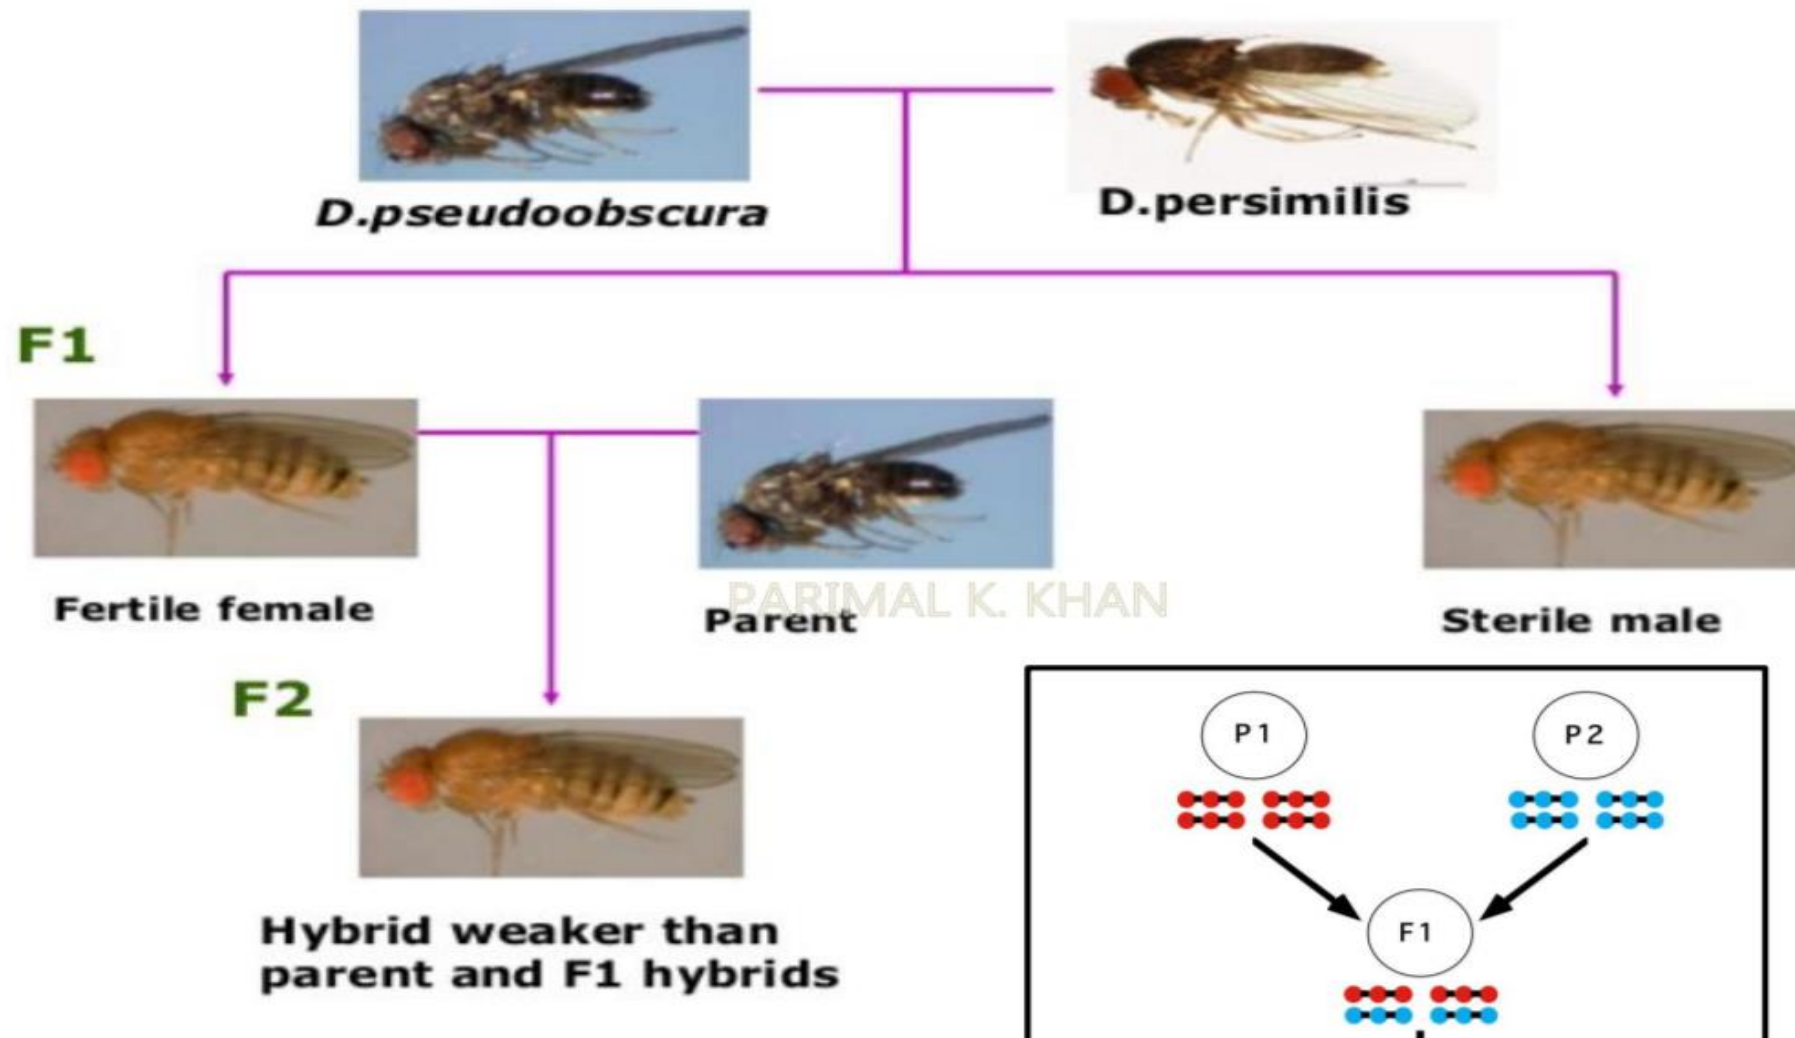 D.pseudoobscura
D.persimilis
F1
Fertile female
Parent
PARIMAL K. KHAN
Sterile male
F2
Hybrid weaker than
parent and F1 hybrids
P1
P2
F1